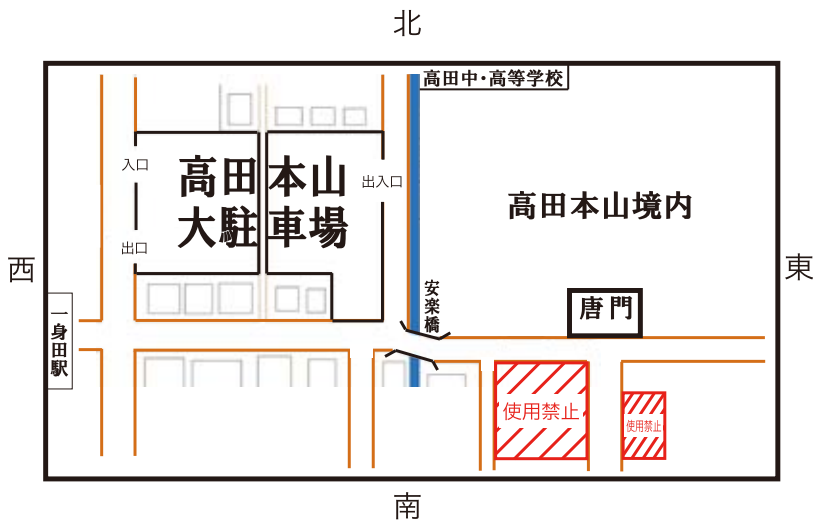 北
高田中・高等学校
高田本山
大駐車場
入口
出口
出入口
高田本山境内
西
東
安楽橋
唐門
一身田駅
使用禁止
使用禁止
南